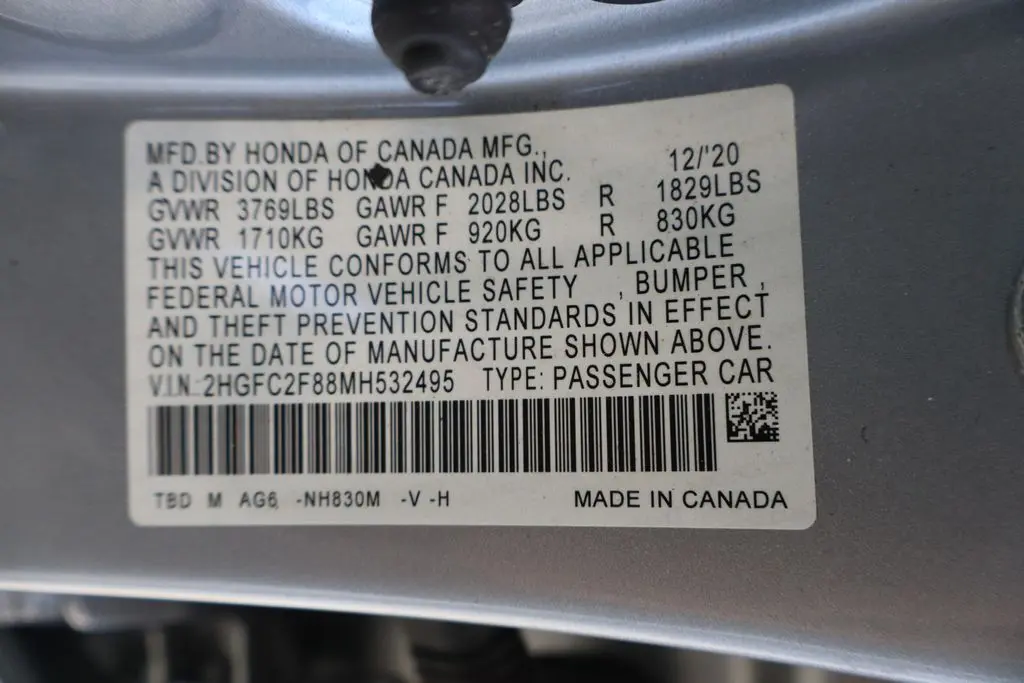 MFD.BY HONDA OF CANADA MFG., 12/'20
A DIVISION OF HONDA CANADA INC.
GVWR 3769LBS GAWR F 2028LBS R 1829LBS
GVWR 1710KG GAWR F 920KG R 830KG
THIS VEHICLE CONFORMS TO ALL APPLICABLE
FEDERAL MOTOR VEHICLE SAFETY , BUMPER ,
AND THEFT PREVENTION STANDARDS IN EFFECT
ON THE DATE OF MANUFACTURE SHOWN ABOVE.
V.I.N.:2HGFC2F88MH532495 TYPE: PASSENGER CAR
TBD M AG6 -NH830M -V -H MADE IN CANADA